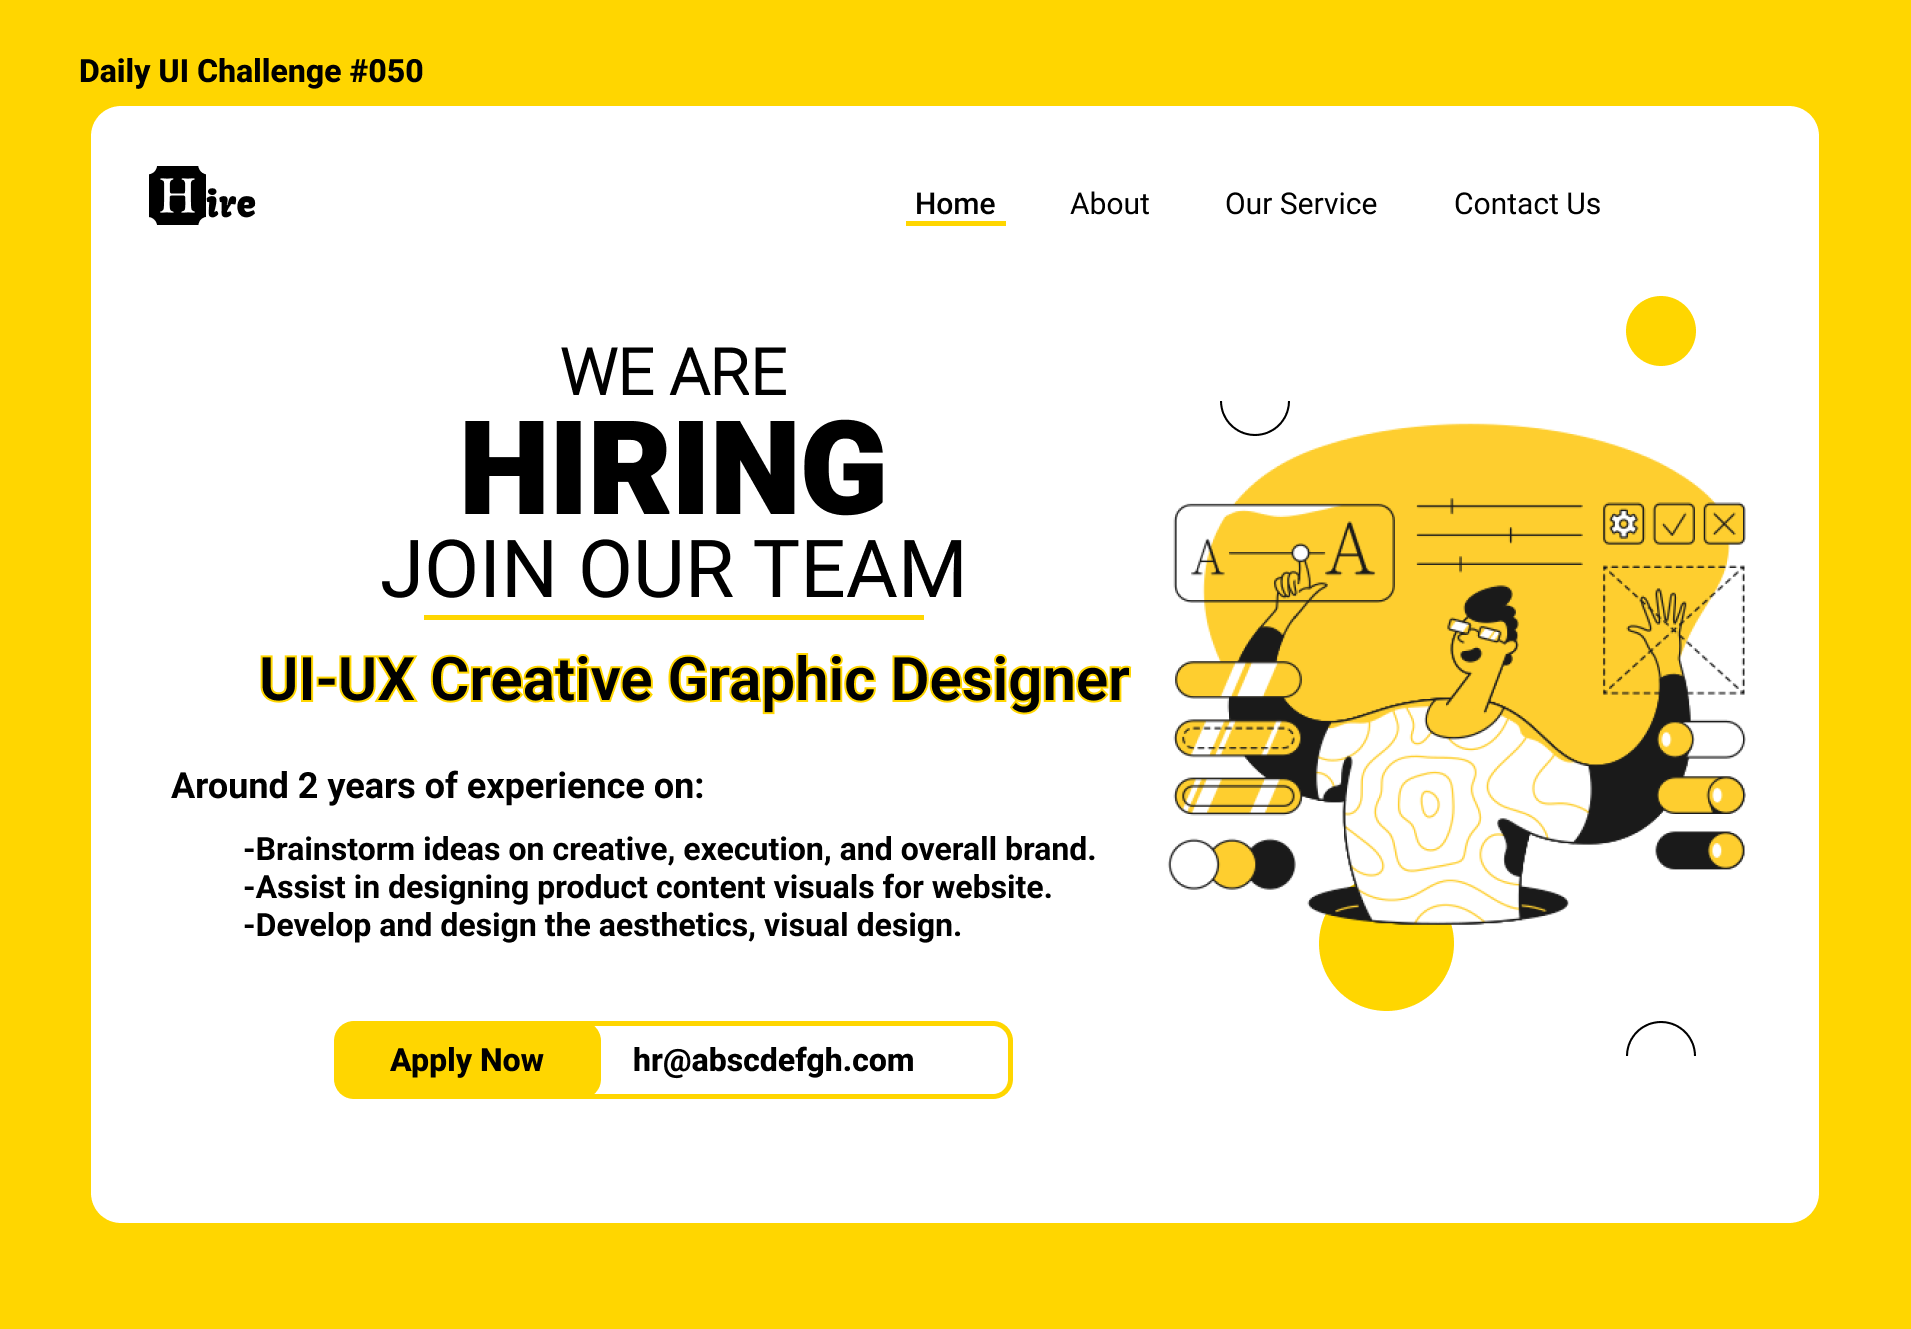 Daily UI Challenge #050
Hire
Home About Our Service Contact Us
WE ARE
HIRING
JOIN OUR TEAM
UI-UX Creative Graphic Designer
Around 2 years of experience on:
-Brainstorm ideas on creative, execution, and overall brand.
-Assist in designing product content visuals for website.
-Develop and design the aesthetics, visual design.
Apply Now hr@abscdefgh.com
A A